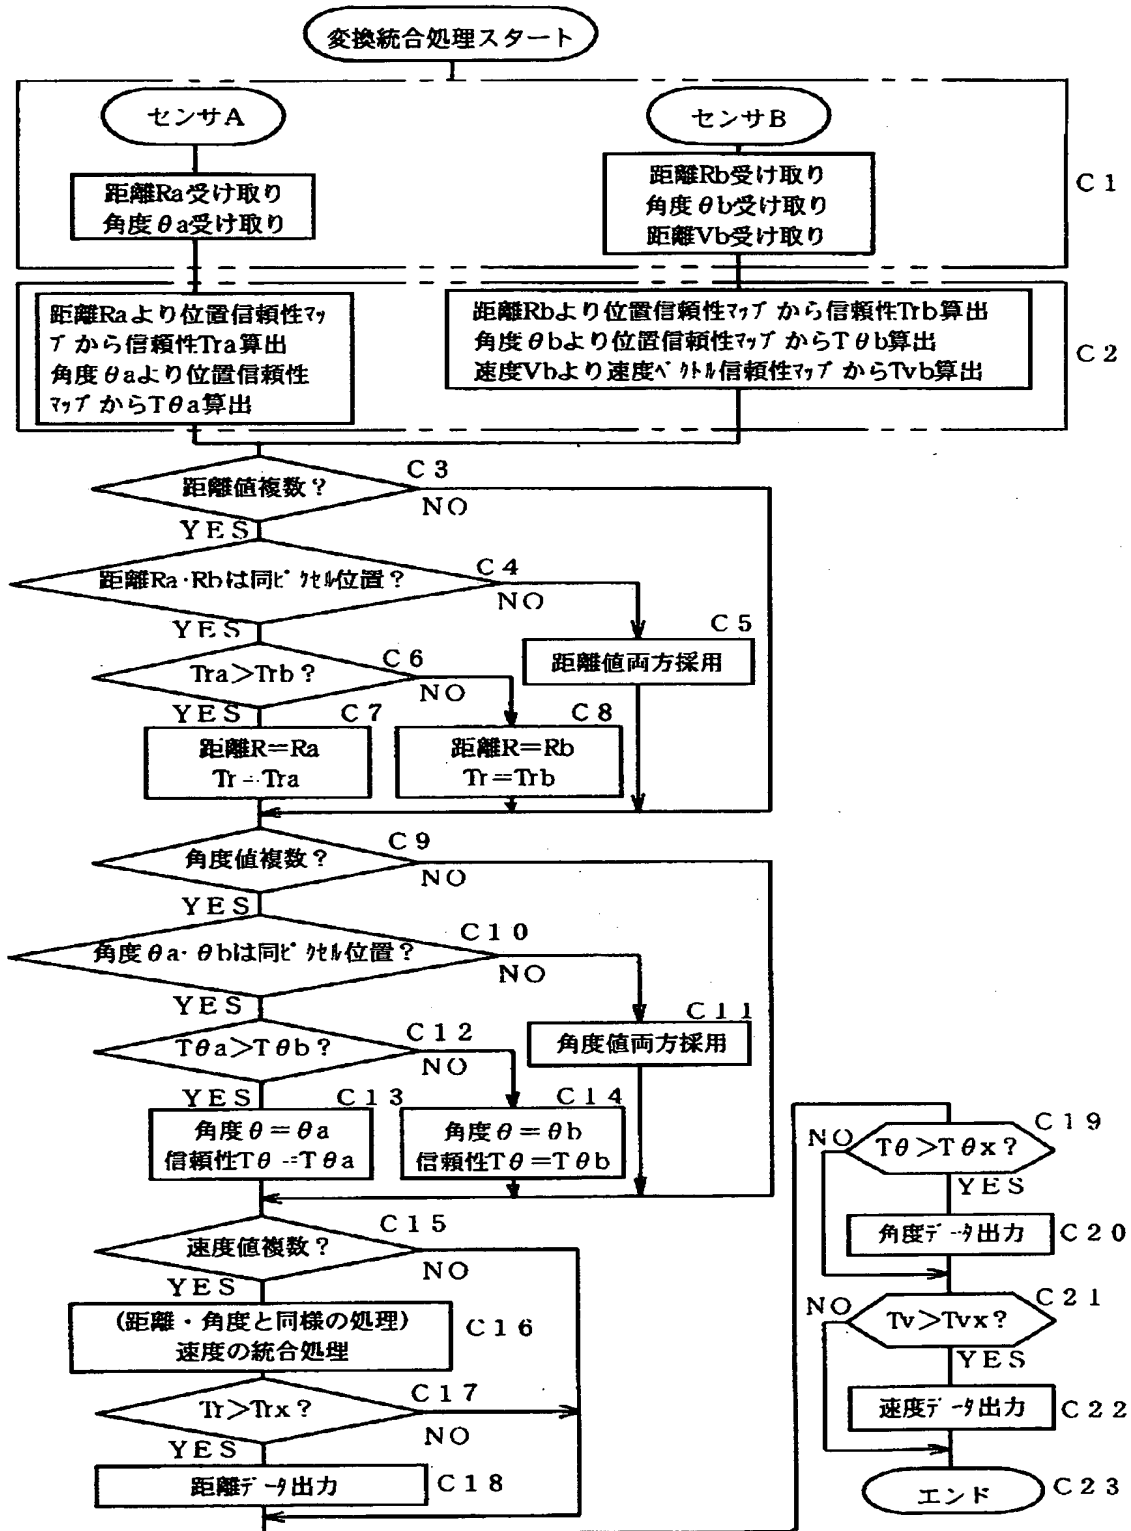 変換統合処理スタート
センサA
センサB
距離Ra受け取り
角度θa受け取り
距離Rb受け取り
角度θb受け取り
距離Vb受け取り
C1
距離Raより位置信頼性マッ
プから信頼性Tra算出
角度θaより位置信頼性
マップからTθa算出
距離Rbより位置信頼性マップから信頼性Trb算出
角度θbより位置信頼性マップからTθb算出
速度Vbより速度ベクトル信頼性マップからTvb算出
C2
距離値複数?
C3
NO
YES
距離Ra・Rbは同ピクセル位置?
C4
NO
YES
C5
距離値両方採用
Tra>Trb?
C6
NO
YES
C7
距離R=Ra
Tr=Tra
C8
距離R=Rb
Tr=Trb
角度値複数?
C9
NO
YES
角度θa・θbは同ピクセル位置?
C10
NO
YES
C11
角度値両方採用
Tθa>Tθb?
C12
NO
YES
C13
角度θ=θa
信頼性Tθ=Tθa
C14
角度θ=θb
信頼性Tθ=Tθb
速度値複数?
C15
NO
YES
(距離・角度と同様の処理)
速度の統合処理
C16
Tr>Trx?
C17
NO
YES
距離データ出力
C18
C19
NO
Tθ>Tθx?
YES
角度データ出力
C20
C21
NO
Tv>Tvx?
YES
速度データ出力
C22
エンド
C23